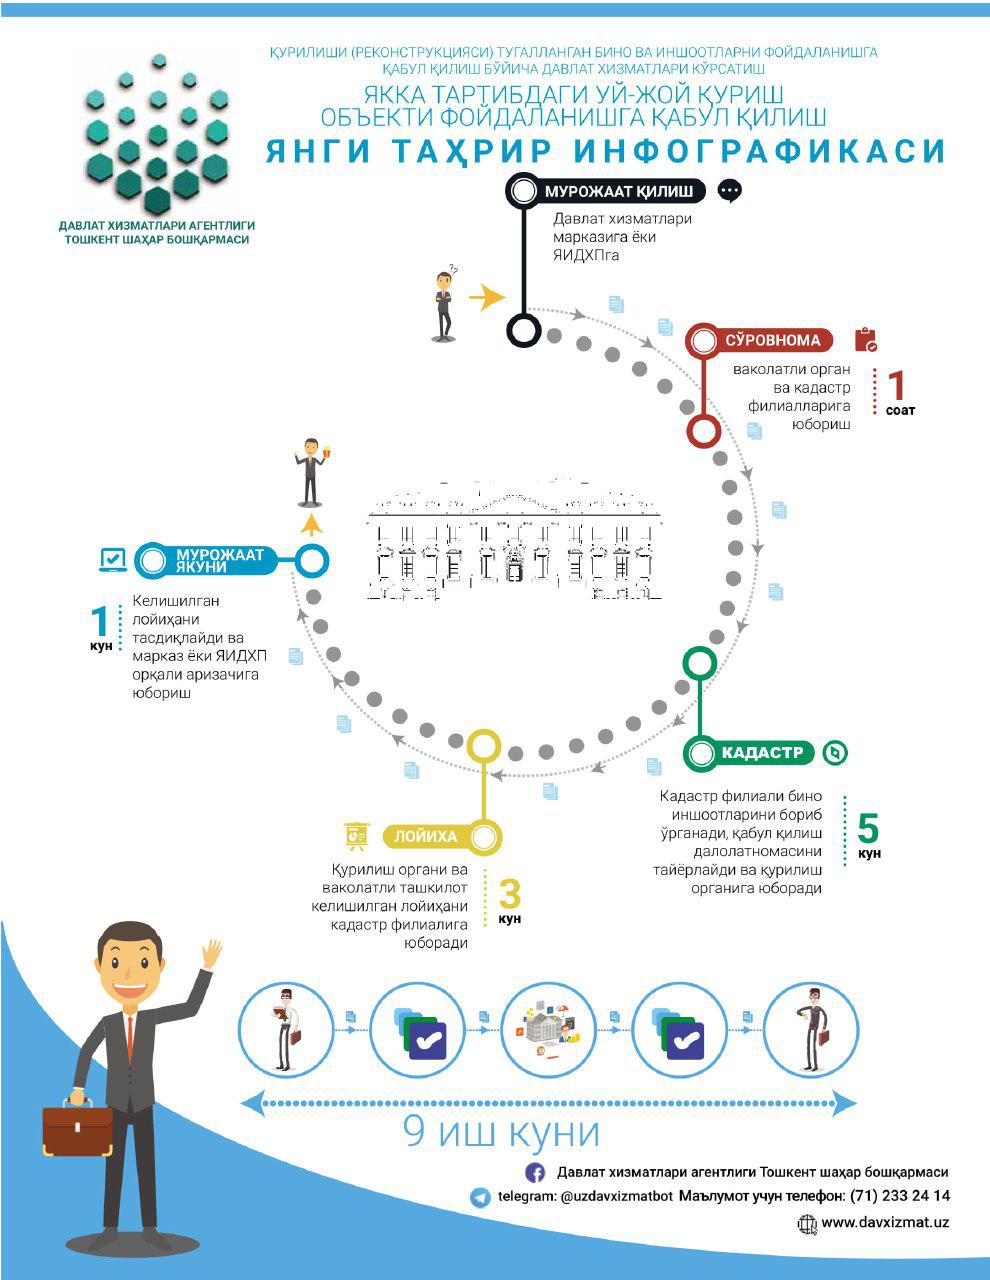 ҚУРИЛИШИ (РЕКОНСТРУКЦИЯСИ) ТУГАЛЛАНГАН БИНО ВА ИНШООТЛАРНИ ФОЙДАЛАНИШГА
ҚАБУЛ ҚИЛИШ БЎЙИЧА ДАВЛАТ ХИЗМАТЛАРИ КЎРСАТИШ
ЯККА ТАРТИБДАГИ УЙ-ЖОЙ ҚУРИШ
ОБЪЕКТИ ФОЙДАЛАНИШГА ҚАБУЛ ҚИЛИШ
ЯНГИ ТАҲРИР ИНФОГРАФИКАСИ
ДАВЛАТ ХИЗМАТЛАРИ АГЕНТЛИГИ
ТОШКЕНТ ШАҲАР БОШҚАРМАСИ
МУРОЖААТ ҚИЛИШ
Давлат хизматлари
марказига ёки
ЯИДХПга
??
СЎРОВНОМА
ваколатли орган
ва кадастр
филиалларига
юбориш
1
соат
МУРОЖААТ
ЯКУНИ
1
кун
Келишилган
лойиҳани
тасдиқлайди ва
марказ ёки ЯИДХП
орқали аризачига
юбориш
КАДАСТР
Кадастр филиали бино
иншоотларини бориб
ўрганади, қабул қилиш
далолатномасини
тайёрлайди ва қурилиш
органига юборади
5
кун
ЛОЙИХА
Қурилиш органи ва
ваколатли ташкилот
келишилган лойиҳани
кадастр филиалига
юборади
3
кун
9 иш куни
Давлат хизматлари агентлиги Тошкент шаҳар бошқармаси
telegram: @uzdavxizmatbot Маълумот учун телефон: (71) 233 24 14
www.davxizmat.uz